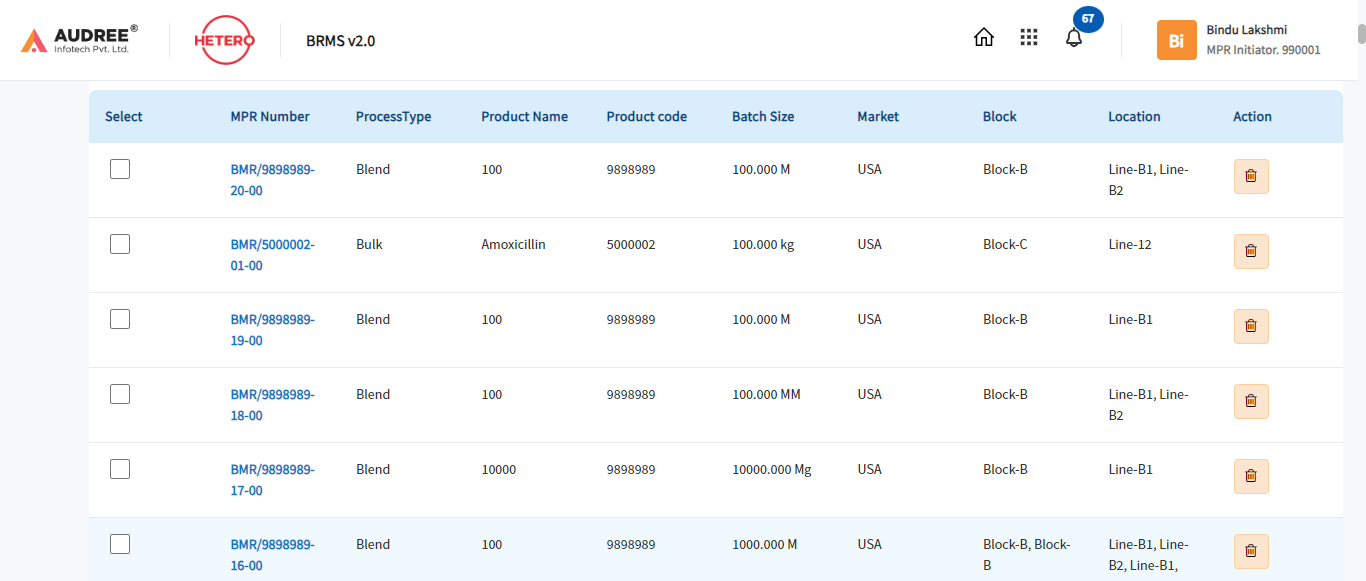 AUDREE®
Infotech Pvt. Ltd.
HETERO
BRMS v2.0
67
Bi
Bindu Lakshmi
MPR Initiator. 990001
Select MPR Number ProcessType Product Name Product code Batch Size Market Block Location Action
BMR/9898989- Blend 100 9898989 100.000 M USA Block-B Line-B1, Line-
20-00 B2
BMR/5000002- Bulk Amoxicillin 5000002 100.000 kg USA Block-C Line-12
01-00
BMR/9898989- Blend 100 9898989 100.000 M USA Block-B Line-B1
19-00
BMR/9898989- Blend 100 9898989 100.000 MM USA Block-B Line-B1, Line-
18-00 B2
BMR/9898989- Blend 10000 9898989 10000.000 Mg USA Block-B Line-B1
17-00
BMR/9898989- Blend 100 9898989 1000.000 M USA Block-B, Block- Line-B1, Line-
16-00 B B2, Line-B1,